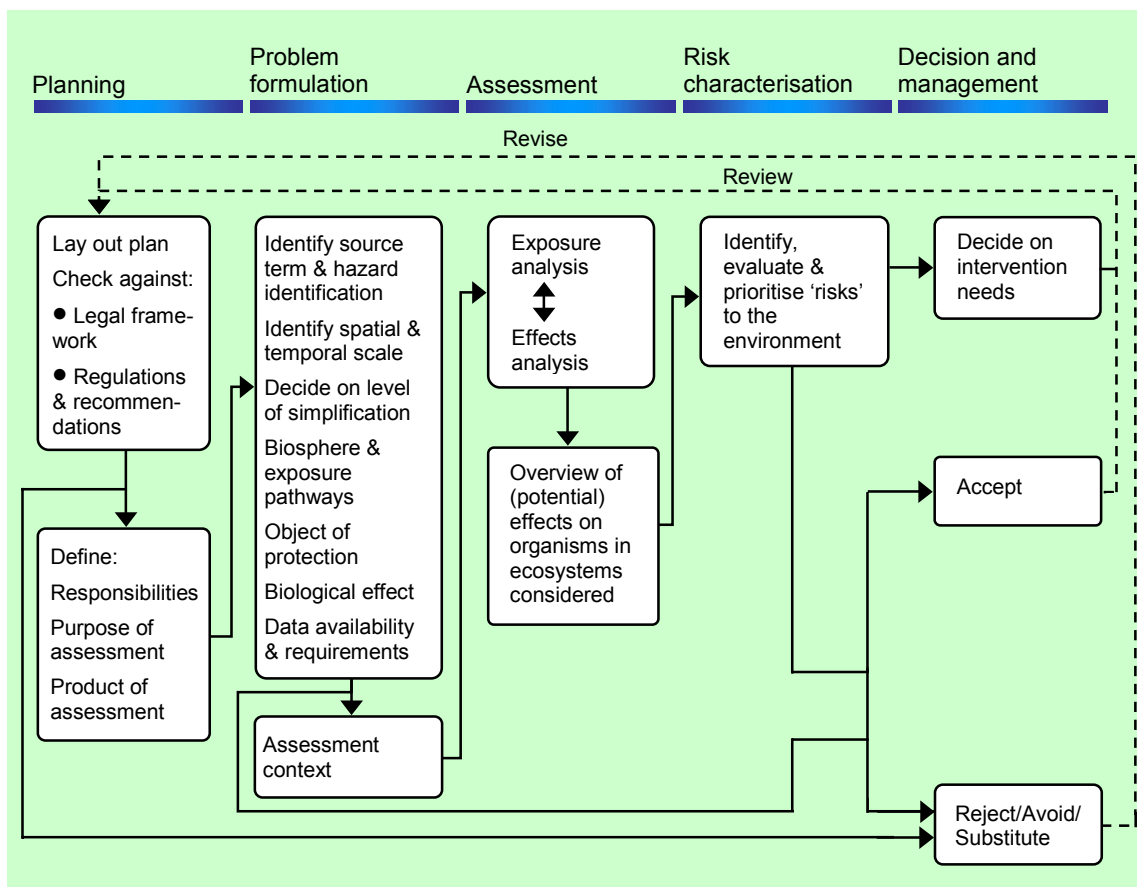 Planning
Problem
formulation
Assessment
Risk
characterisation
Decision and
management
Revise
Review
Lay out plan
Check against:
● Legal frame-
work
● Regulations
& recommen-
dations
Define:
Responsibilities
Purpose of
assessment
Product of
assessment
Identify source
term & hazard
identification
Identify spatial &
temporal scale
Decide on level
of simplification
Biosphere &
exposure
pathways
Object of
protection
Biological effect
Data availability
& requirements
Assessment
context
Exposure
analysis
Effects
analysis
Overview of
(potential)
effects on
organisms in
ecosystems
considered
Identify,
evaluate &
prioritise ‘risks’
to the
environment
Decide on
intervention
needs
Accept
Reject/Avoid/
Substitute